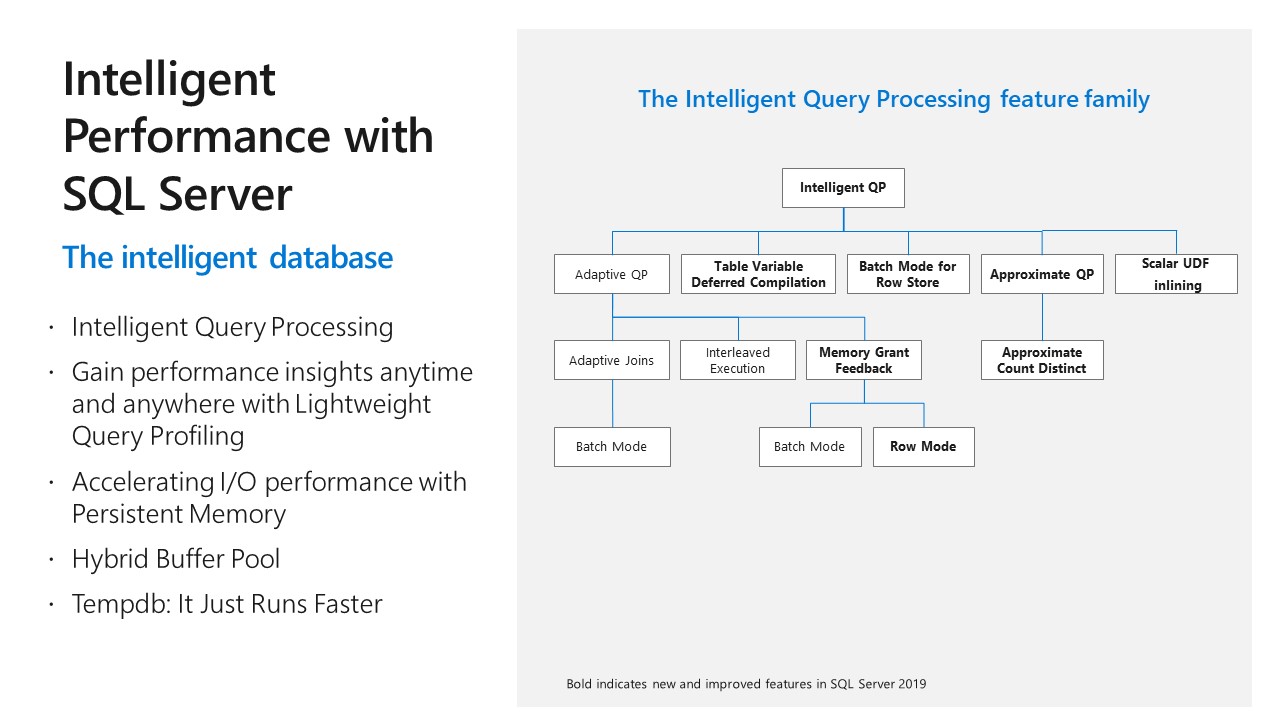 Intelligent
Performance with
SQL Server
The intelligent database
· Intelligent Query Processing
· Gain performance insights anytime
and anywhere with Lightweight
Query Profiling
· Accelerating I/O performance with
Persistent Memory
· Hybrid Buffer Pool
· Tempdb: It Just Runs Faster
The Intelligent Query Processing feature family
Intelligent QP
Adaptive QP
Table Variable
Deferred Compilation
Batch Mode for
Row Store
Approximate QP
Scalar UDF
inlining
Adaptive Joins
Interleaved
Execution
Memory Grant
Feedback
Approximate
Count Distinct
Batch Mode
Batch Mode
Row Mode
Bold indicates new and improved features in SQL Server 2019